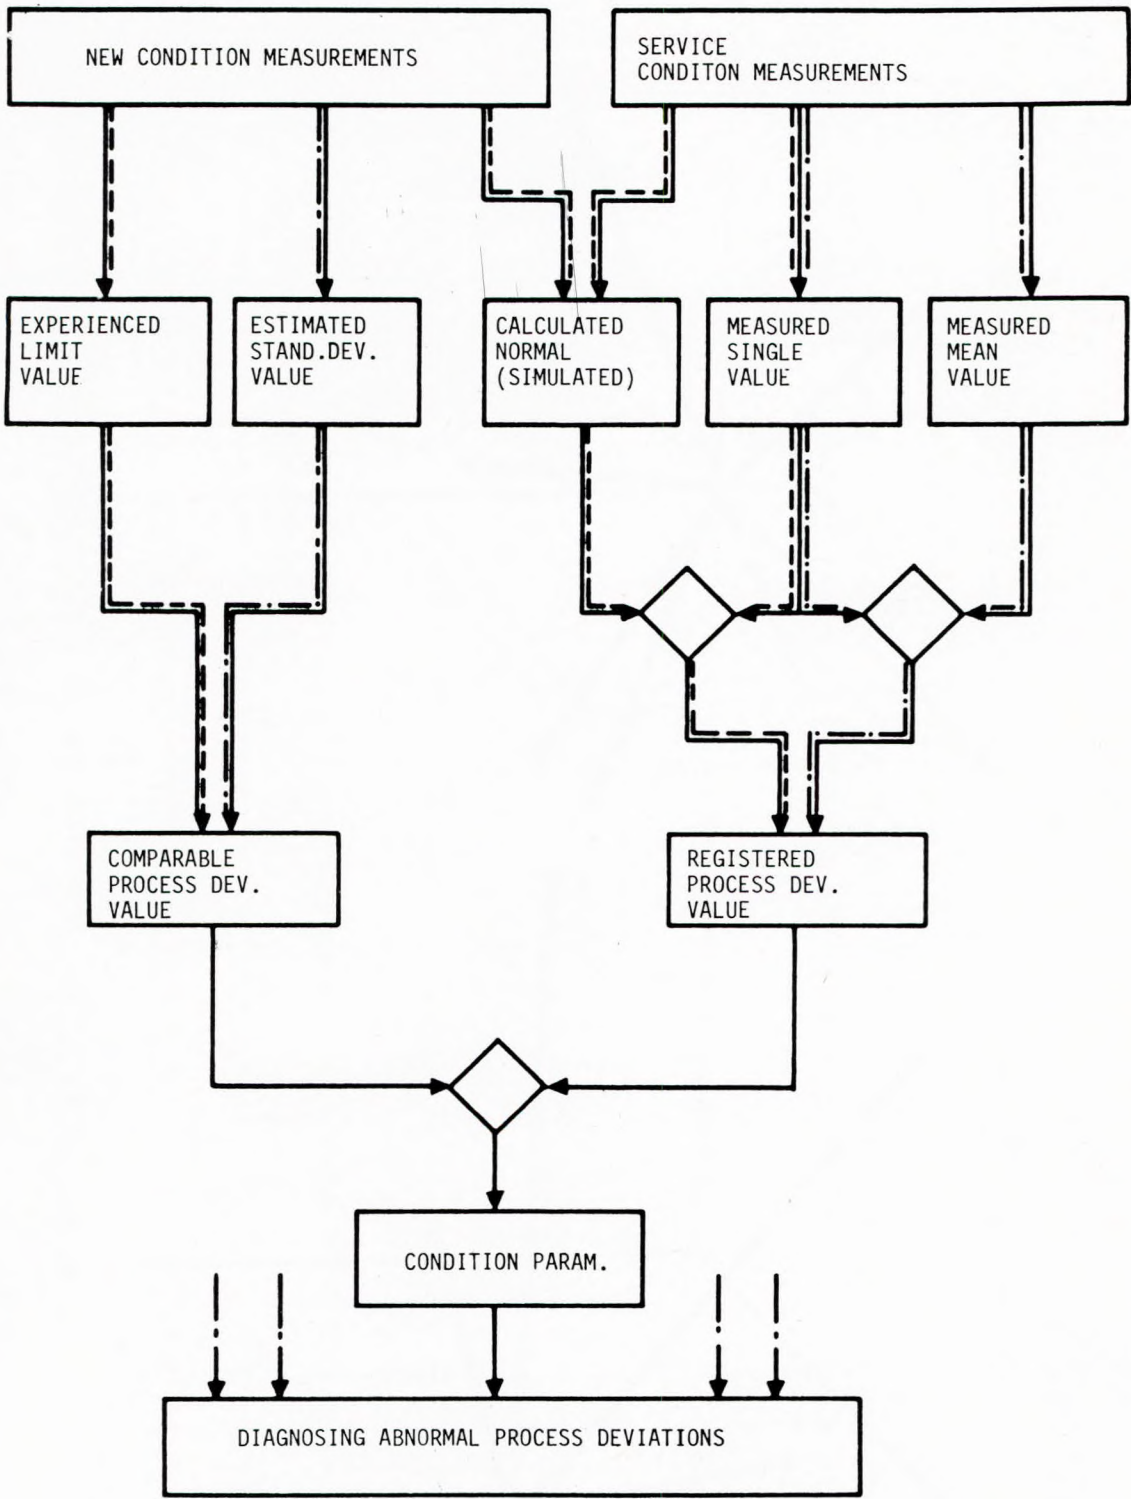 NEW CONDITION MEASUREMENTS
SERVICE
CONDITON MEASUREMENTS
EXPERIENCED
LIMIT
VALUE
ESTIMATED
STAND.DEV.
VALUE
CALCULATED
NORMAL
(SIMULATED)
MEASURED
SINGLE
VALUE
MEASURED
MEAN
VALUE
COMPARABLE
PROCESS DEV.
VALUE
REGISTERED
PROCESS DEV.
VALUE
CONDITION PARAM.
DIAGNOSING ABNORMAL PROCESS DEVIATIONS